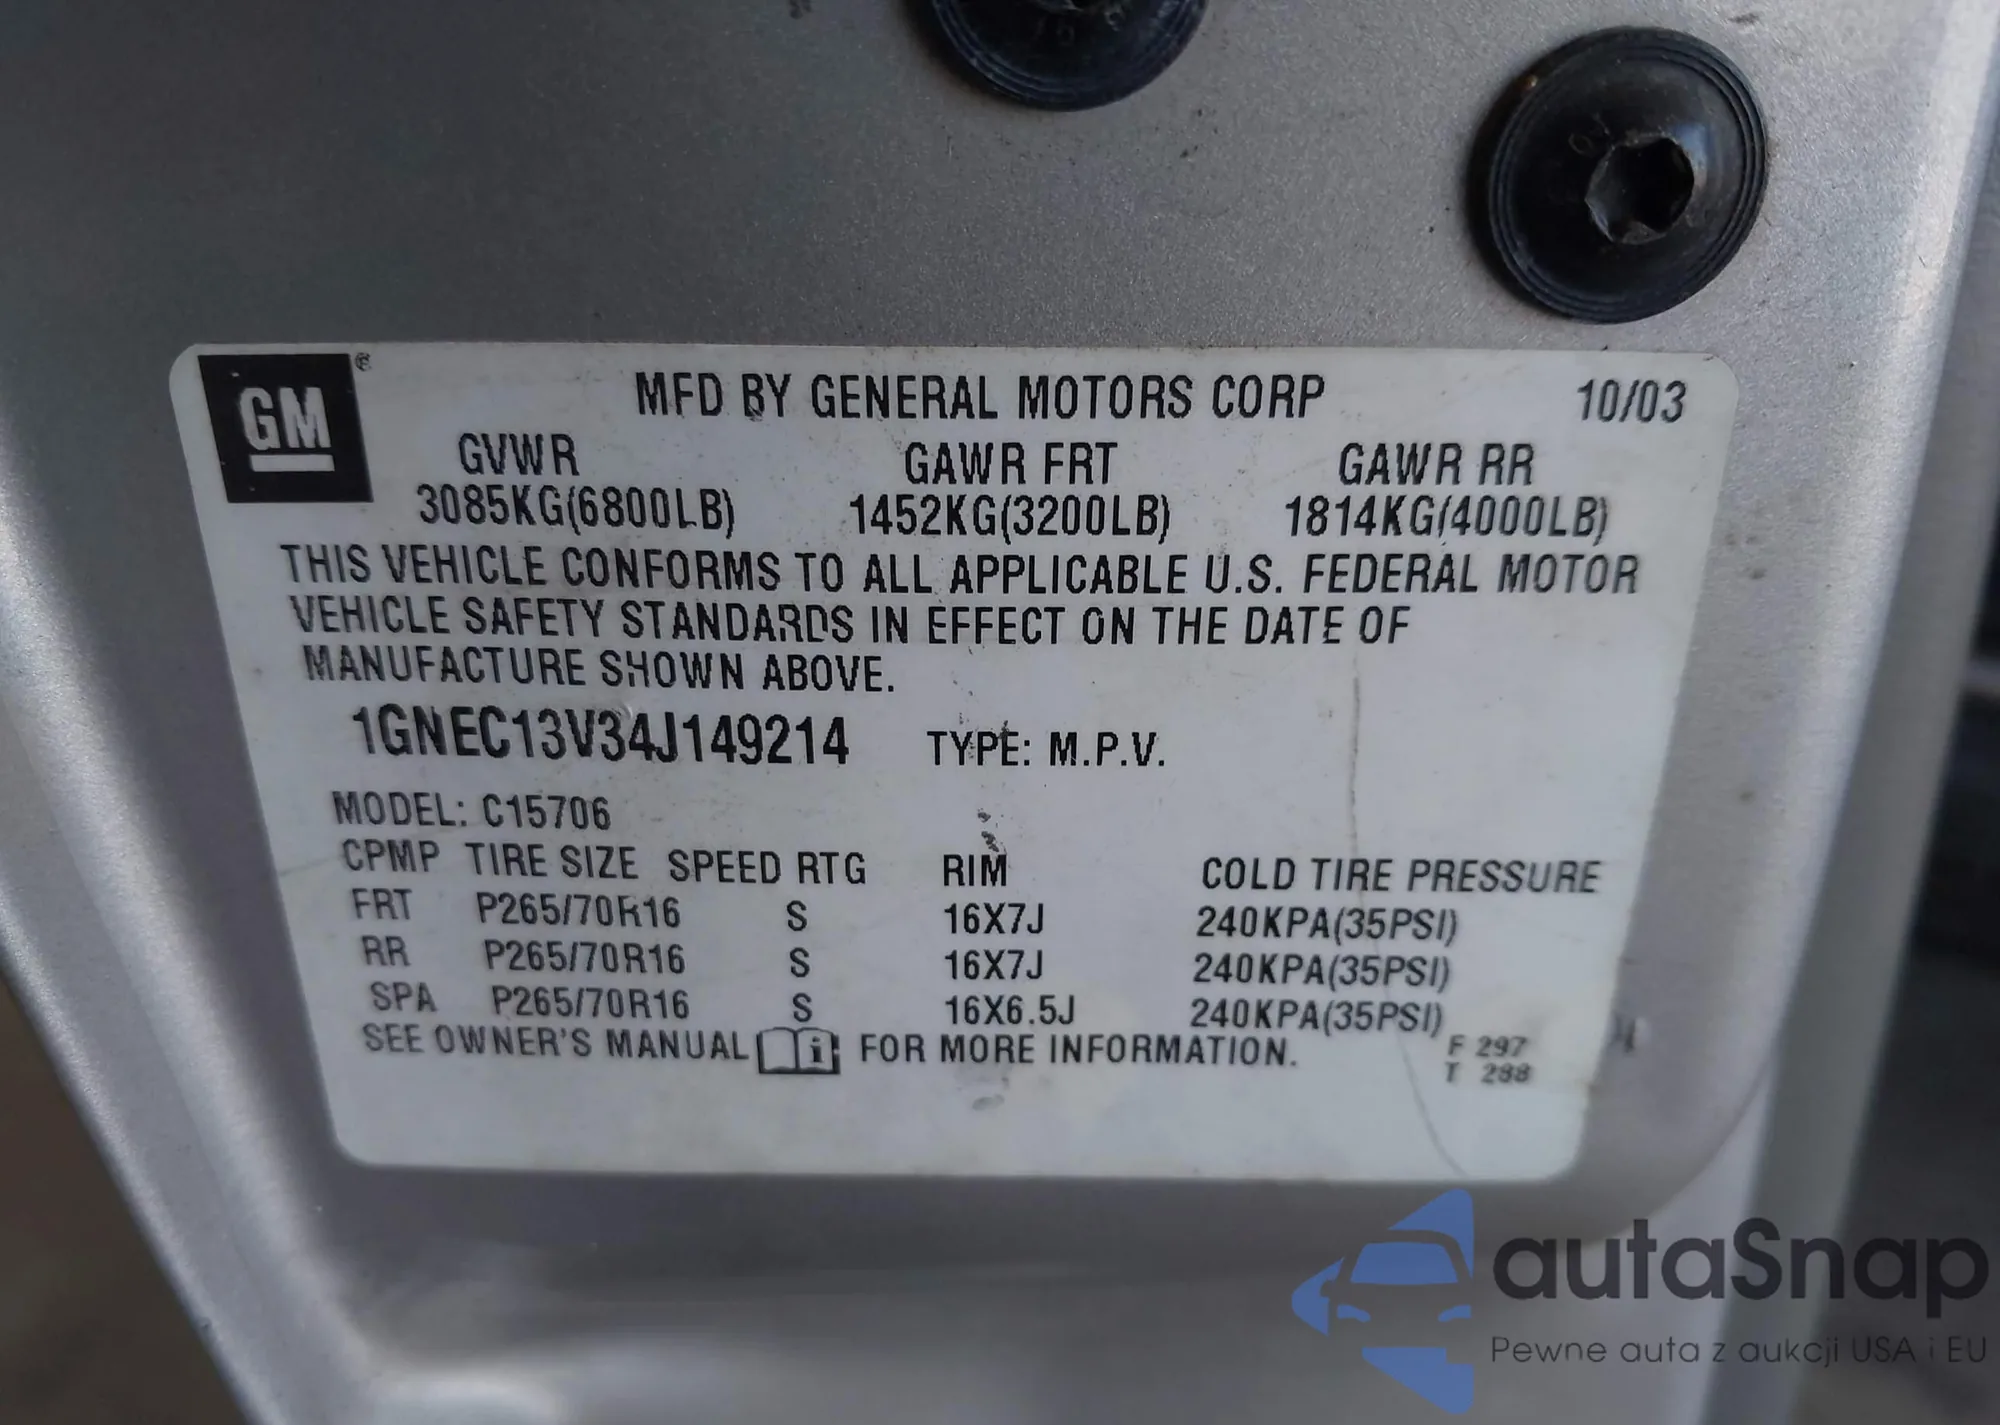 GM ®
MFD BY GENERAL MOTORS CORP 10/03
GVWR GAWR FRT GAWR RR
3085KG(6800LB) 1452KG(3200LB) 1814KG(4000LB)
THIS VEHICLE CONFORMS TO ALL APPLICABLE U.S. FEDERAL MOTOR
VEHICLE SAFETY STANDARDS IN EFFECT ON THE DATE OF
MANUFACTURE SHOWN ABOVE.
1GNEC13V34J149214 TYPE: M.P.V.
MODEL: C15706
CPMP TIRE SIZE SPEED RTG RIM COLD TIRE PRESSURE
FRT P265/70R16 S 16X7J 240KPA(35PSI)
RR P265/70R16 S 16X7J 240KPA(35PSI)
SPA P265/70R16 S 16X6.5J 240KPA(35PSI)
SEE OWNER'S MANUAL i FOR MORE INFORMATION.
F 297
T 288
autaSnap
Pewne auta z aukcji USA i EU